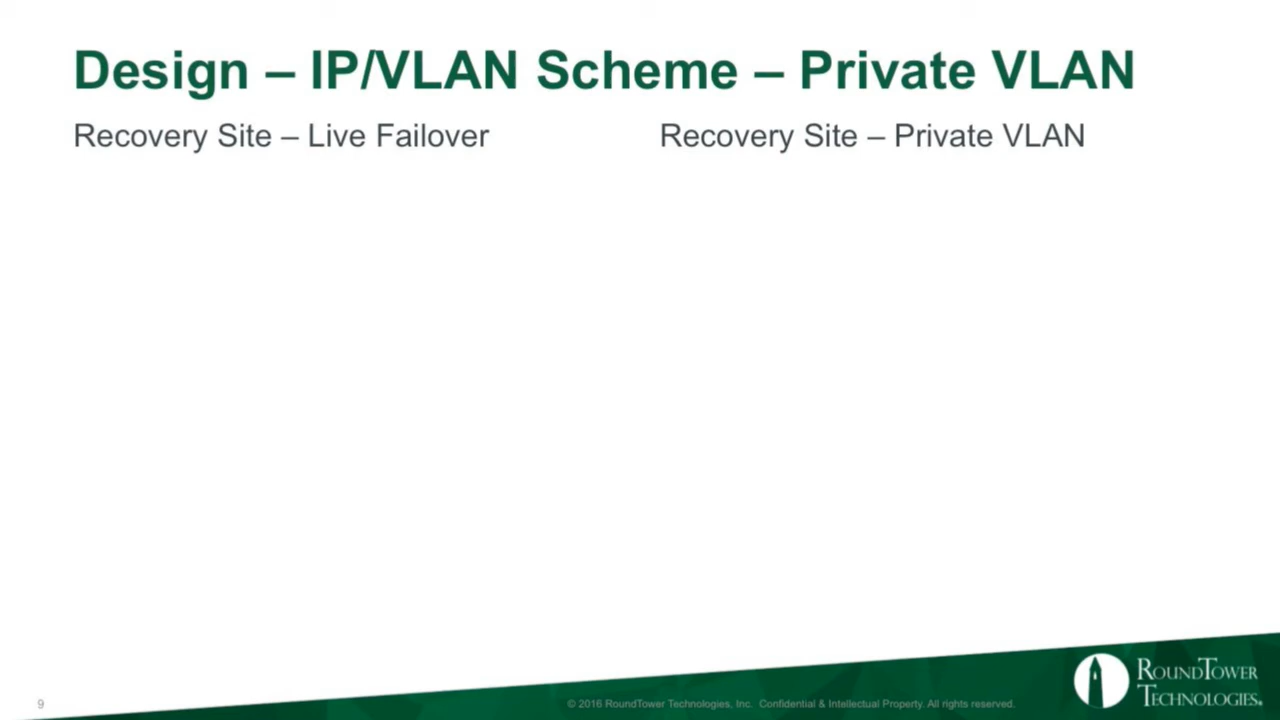 Design – IP/VLAN Scheme – Private VLAN
Recovery Site – Live Failover
Recovery Site – Private VLAN
9
© 2016 RoundTower Technologies, Inc. Confidential & Intellectual Property. All rights reserved.
ROUNDTOWER
TECHNOLOGIES®